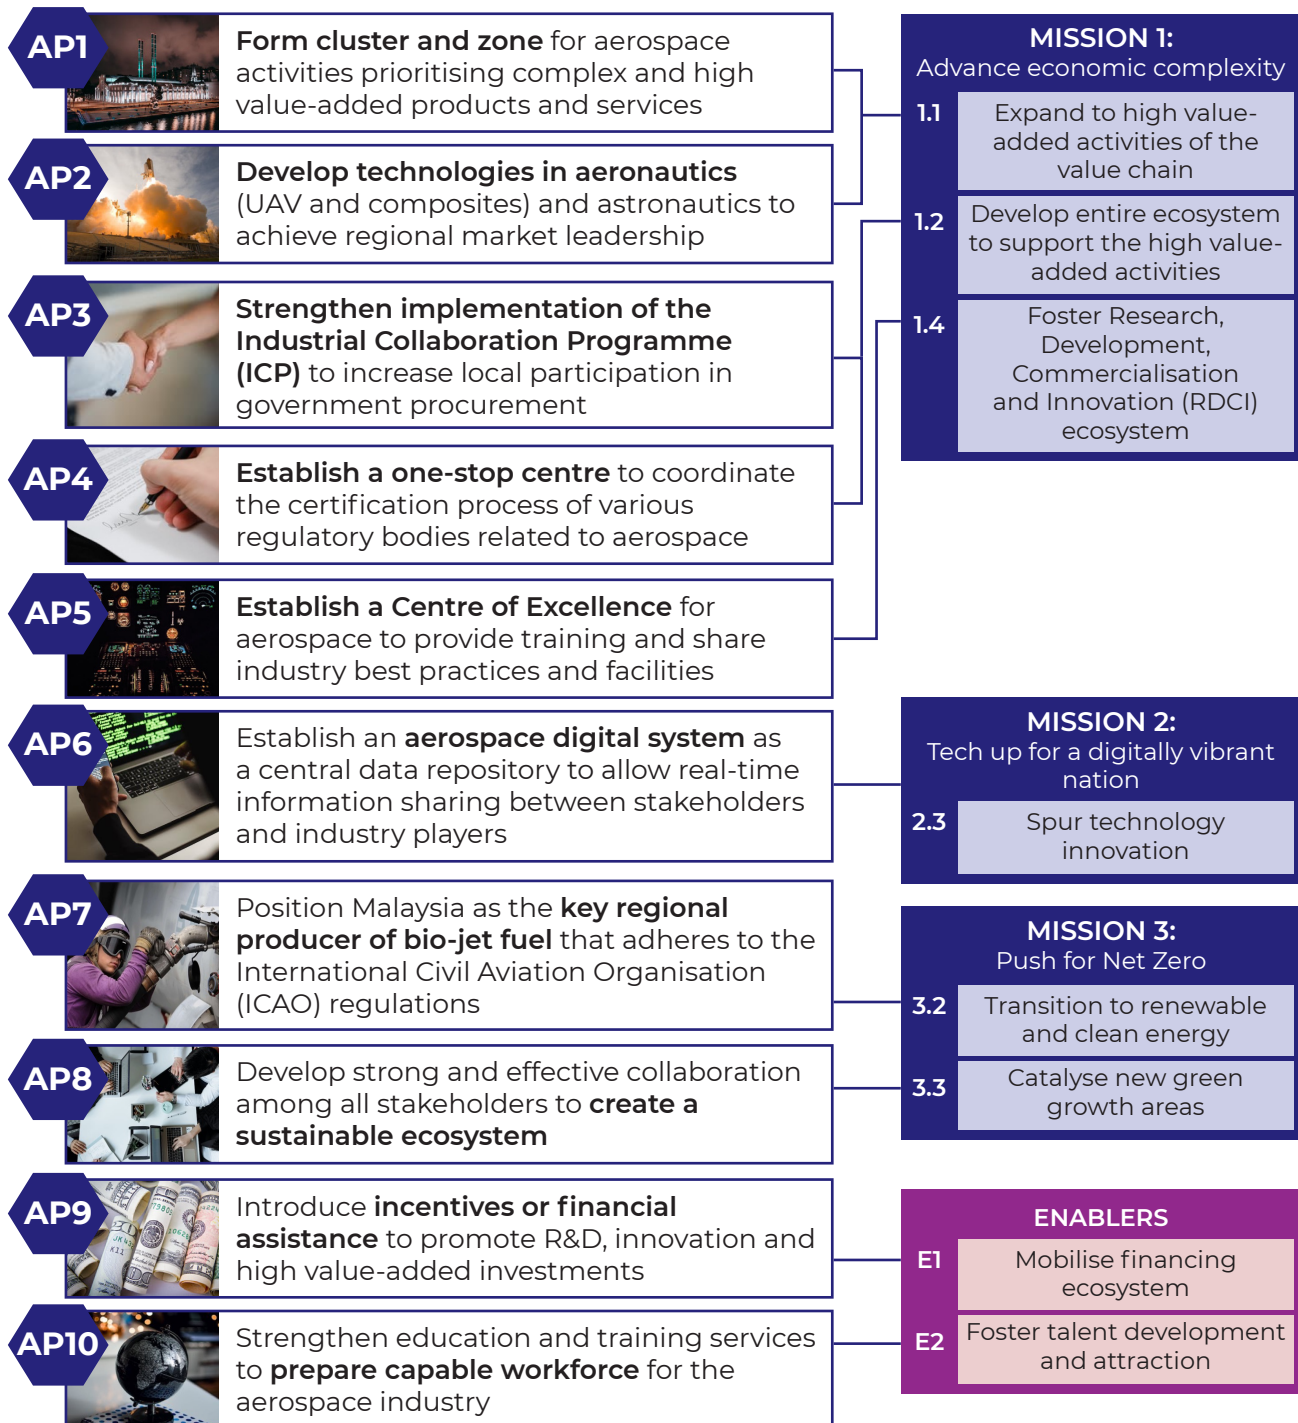 AP1
Form cluster and zone for aerospace
activities prioritising complex and high
value-added products and services
AP2
Develop technologies in aeronautics
(UAV and composites) and astronautics to
achieve regional market leadership
AP3
Strengthen implementation of the
Industrial Collaboration Programme
(ICP) to increase local participation in
government procurement
AP4
Establish a one-stop centre to coordinate
the certification process of various
regulatory bodies related to aerospace
AP5
Establish a Centre of Excellence for
aerospace to provide training and share
industry best practices and facilities
AP6
Establish an aerospace digital system as
a central data repository to allow real-time
information sharing between stakeholders
and industry players
AP7
Position Malaysia as the key regional
producer of bio-jet fuel that adheres to the
International Civil Aviation Organisation
(ICAO) regulations
AP8
Develop strong and effective collaboration
among all stakeholders to create a
sustainable ecosystem
AP9
Introduce incentives or financial
assistance to promote R&D, innovation and
high value-added investments
AP10
Strengthen education and training services
to prepare capable workforce for the
aerospace industry
MISSION 1:
Advance economic complexity
1.1
Expand to high value-
added activities of the
value chain
1.2
Develop entire ecosystem
to support the high value-
added activities
1.4
Foster Research,
Development,
Commercialisation
and Innovation (RDCI)
ecosystem
MISSION 2:
Tech up for a digitally vibrant
nation
2.3
Spur technology
innovation
MISSION 3:
Push for Net Zero
3.2
Transition to renewable
and clean energy
3.3
Catalyse new green
growth areas
ENABLERS
E1
Mobilise financing
ecosystem
E2
Foster talent development
and attraction